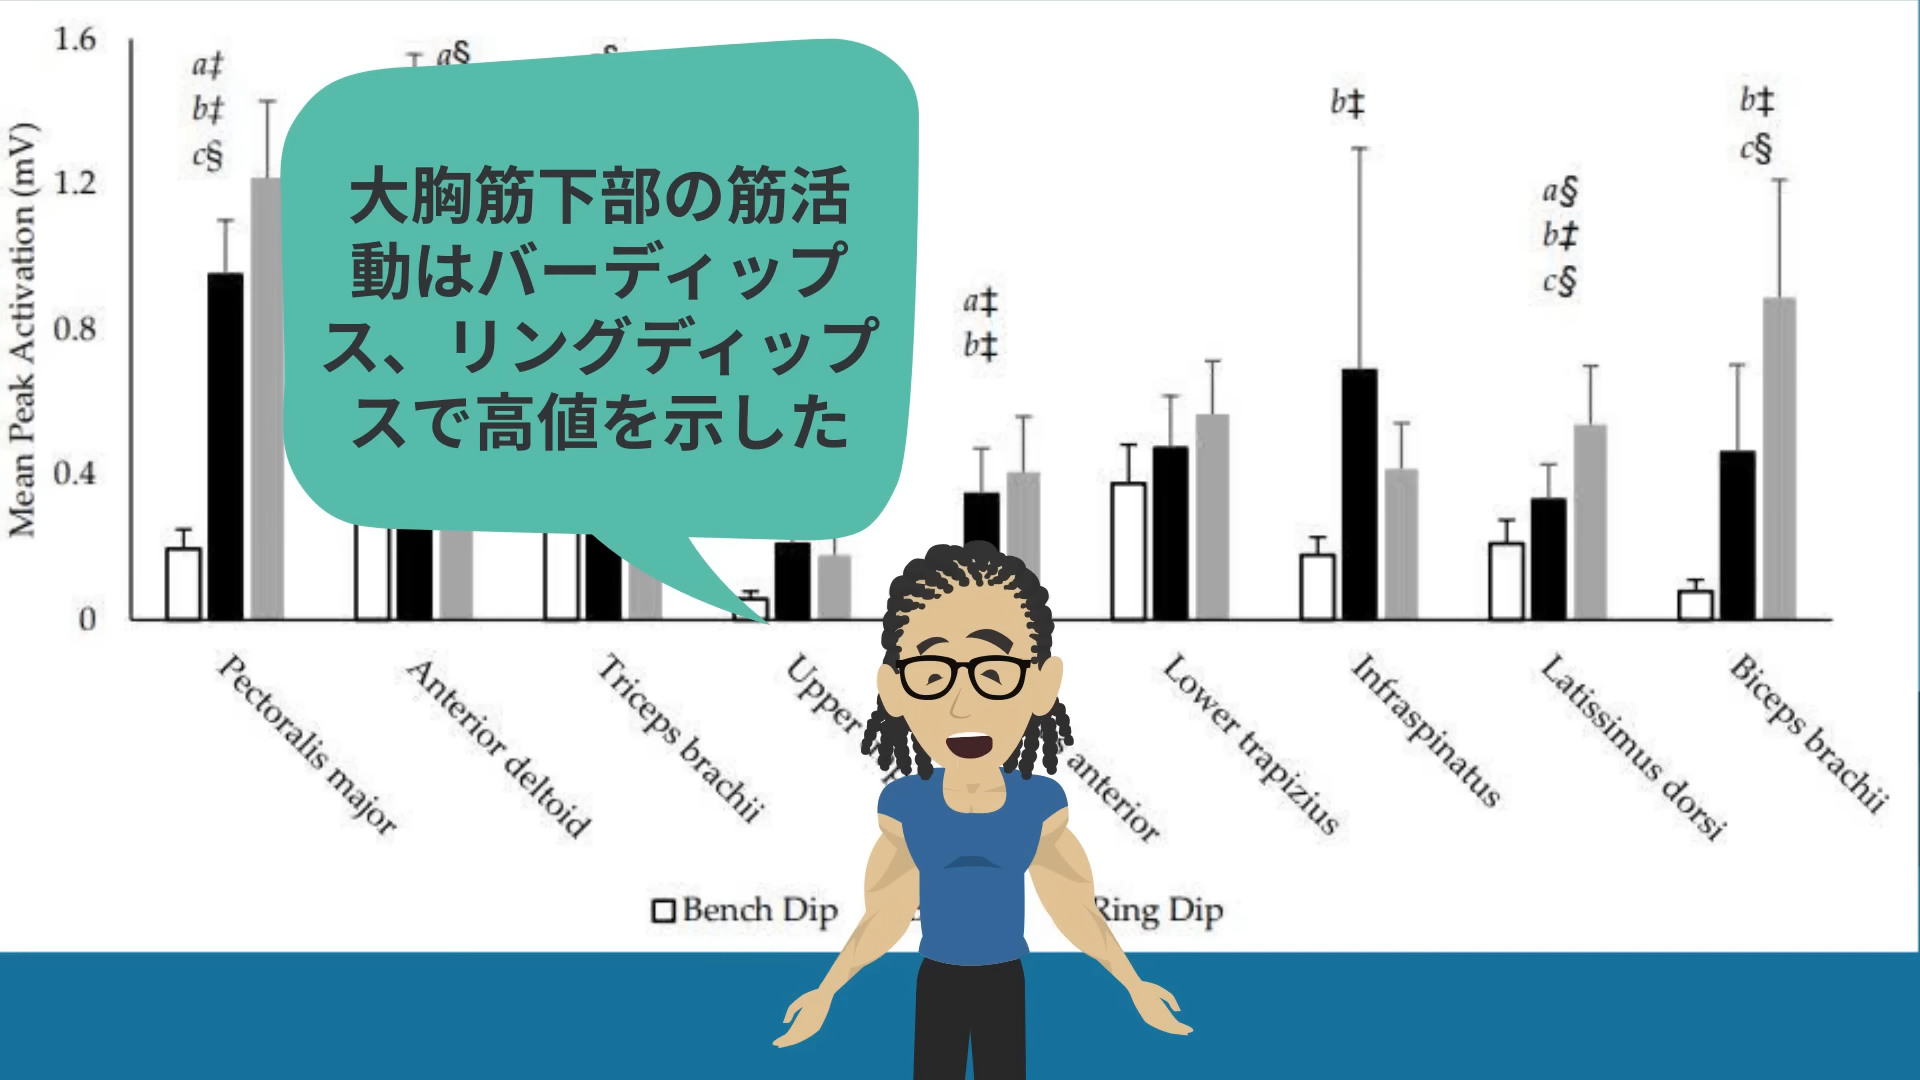 1.6
1.2
0.8
0.4
0
Mean Peak Activation (mV)
a‡
b‡
c§
a§
大胸筋下部の筋活
動はバーディップ
ス、リングディップ
スで高値を示した
a‡
b‡
b‡
a§
b‡
c§
b‡
c§
Pectoralis major
Anterior deltoid
Triceps brachii
Upper
anterior
Lower trapizius
Infraspinatus
Latissimus dorsi
Biceps brachii
Bench Dip
Ring Dip